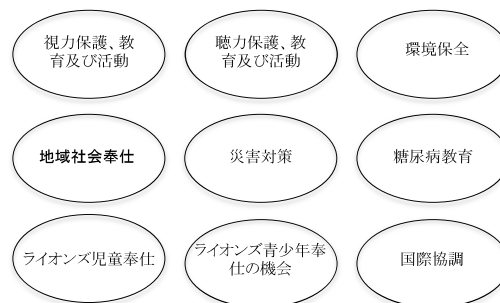 視力保護、教
育及び活動
聴力保護、教
育及び活動
環境保全
地域社会奉仕
災害対策
糖尿病教育
ライオンズ児童奉仕
ライオンズ青少年奉
仕の機会
国際協調